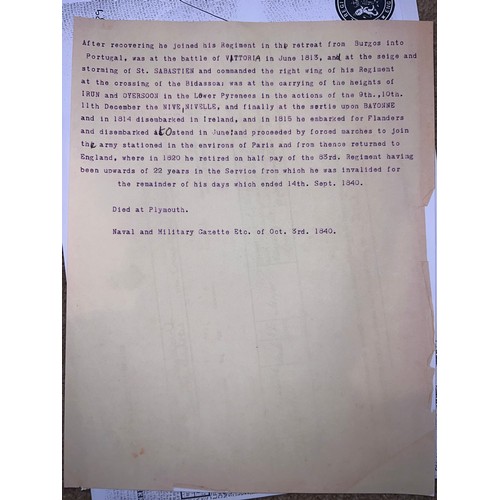 After recovering he joined his Regiment in the retreat from Burgos into
Portugal, was at the battle of VITTORIA in June 1813, and at the seige and
storming of St. SABASTIEN and commanded the right wing of his Regiment
at the crossing of the Bidassoa: was at the carrying of the heights of
IRUN and OYERSOON in the Lower Pyreness in the actions of the 9th.,10th.
11th December the NIVE,NIVELLE, and finally at the sortie upon BAYONNE
and in 1814 disembarked in Ireland, and in 1815 he embarked for Flanders
and disembarked at Ostend in June and proceeded by forced marches to join
the army stationed in the environs of Paris and from thence returned to
England, where in 1820 he retired on half pay of the 83rd. Regiment having
been upwards of 22 years in the Service from which he was invalided for
the remainder of his days which ended 14th. Sept. 1840.
Died at Plymouth.
Naval and Military Gazette Etc. of Oct. 3rd. 1840.